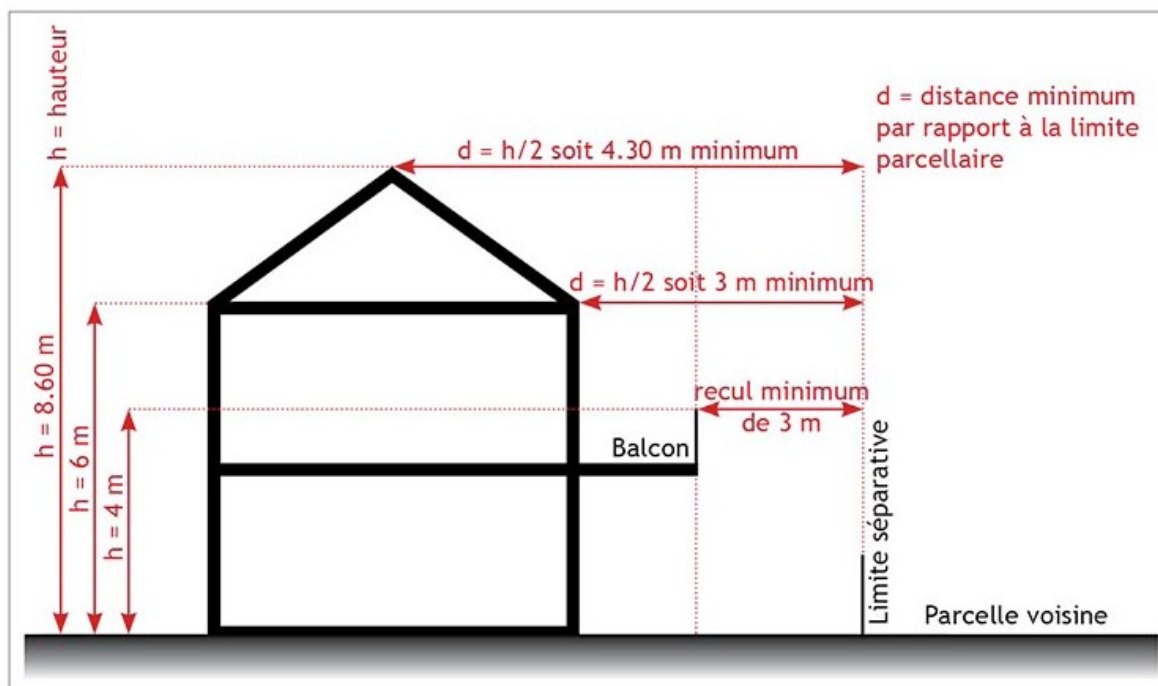 h = hauteur
d = distance minimum
par rapport à la limite
parcellaire
d = h/2 soit 4.30 m minimum
d = h/2 soit 3 m minimum
recul minimum
de 3 m
h = 8.60 m
h = 6 m
h = 4 m
Balcon
Limite séparative
Parcelle voisine